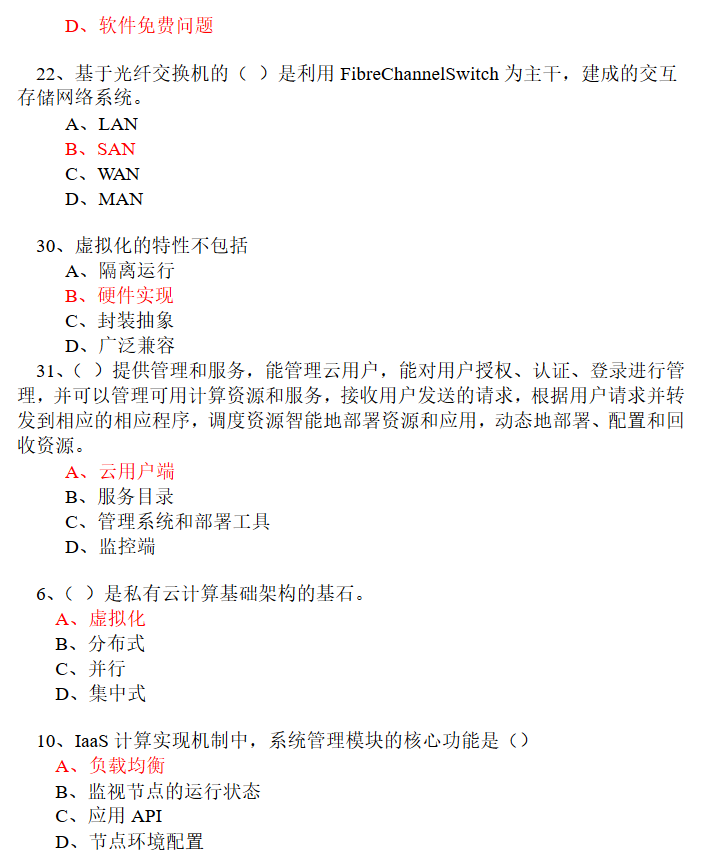 D、软件免费问题
22、基于光纤交换机的（ ）是利用 FibreChannelSwitch 为主干，建成的交互
存储网络系统。
A、LAN
B、SAN
C、WAN
D、MAN
30、虚拟化的特性不包括
A、隔离运行
B、硬件实现
C、封装抽象
D、广泛兼容
31、（ ）提供管理和服务，能管理云用户，能对用户授权、认证、登录进行管
理，并可以管理可用计算资源和服务，接收用户发送的请求，根据用户请求并转
发到相应的相应程序，调度资源智能地部署资源和应用，动态地部署、配置和回
收资源。
A、云用户端
B、服务目录
C、管理系统和部署工具
D、监控端
6、（ ）是私有云计算基础架构的基石。
A、虚拟化
B、分布式
C、并行
D、集中式
10、IaaS 计算实现机制中，系统管理模块的核心功能是（）
A、负载均衡
B、监视节点的运行状态
C、应用 API
D、节点环境配置